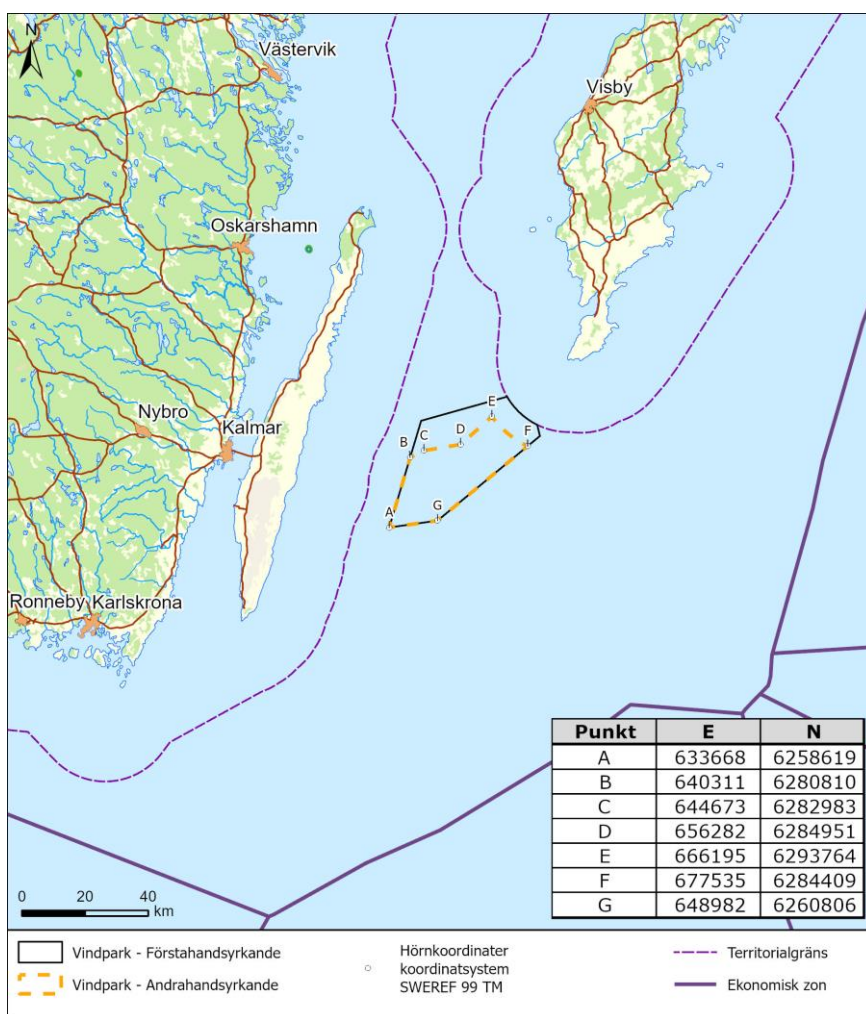 N
Västervik
Visby
Oskarshamn
Nybro
Kalmar
E
B
C
D
F
A
G
Ronneby
Karlskrona
Punkt E N
A 633668 6258619
B 640311 6280810
C 644673 6282983
D 656282 6284951
E 666195 6293764
F 677535 6284409
G 648982 6260806
0 20 40
km
Vindpark - Förstahandsyrkande
Vindpark - Andrahandsyrkande
Hörnkoordinater
koordinatsystem
SWEREF 99 TM
Territorialgräns
Ekonomisk zon